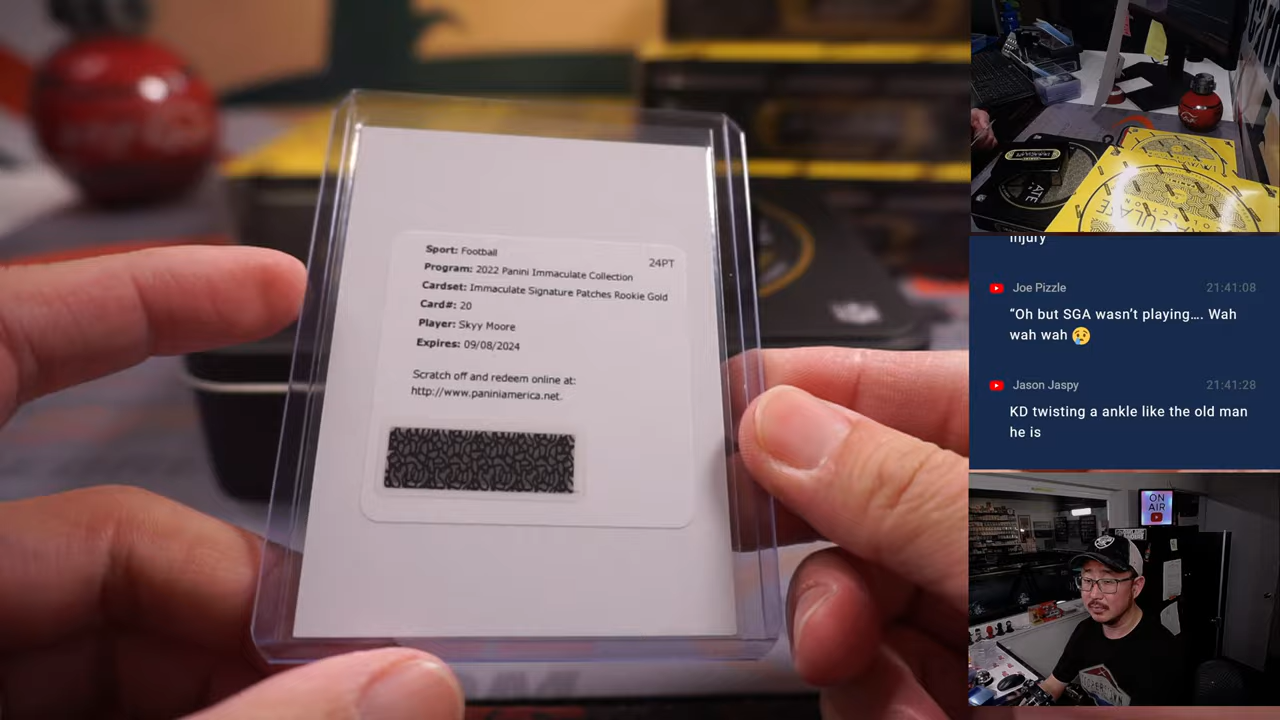 Sport: Football
24PT
Program: 2022 Panini Immaculate Collection
Cardset: Immaculate Signature Patches Rookie Gold
Card#: 20
Player: Skyy Moore
Expires: 09/08/2024
Scratch off and redeem online at:
http://www.paniniamerica.net.
injury
Joe Pizzle 21:41:08
“Oh but SGA wasn’t playing…. Wah
wah wah 😢
Jason Jaspy 21:41:28
KD twisting a ankle like the old man
he is
ON
AIR